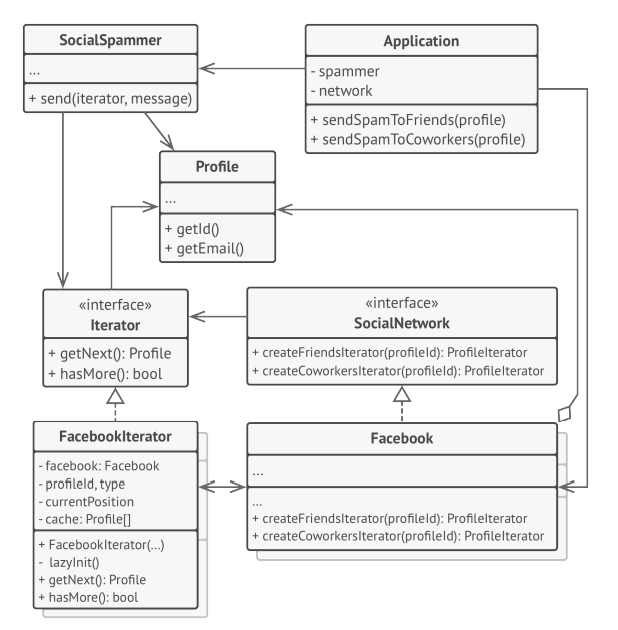 SocialSpammer
...
+ send(iterator, message)
Application
- spammer
- network
+ sendSpamToFriends(profile)
+ sendSpamToCoworkers(profile)
Profile
...
+ getId()
+ getEmail()
«interface»
Iterator
+ getNext(): Profile
+ hasMore(): bool
«interface»
SocialNetwork
+ createFriendsIterator(profileId): ProfileIterator
+ createCoworkersIterator(profileId): ProfileIterator
FacebookIterator
- facebook: Facebook
- profileId, type
- currentPosition
- cache: Profile[]
+ FacebookIterator(...)
- lazyInit()
+ getNext(): Profile
+ hasMore(): bool
Facebook
...
...
+ createFriendsIterator(profileId): ProfileIterator
+ createCoworkersIterator(profileId): ProfileIterator